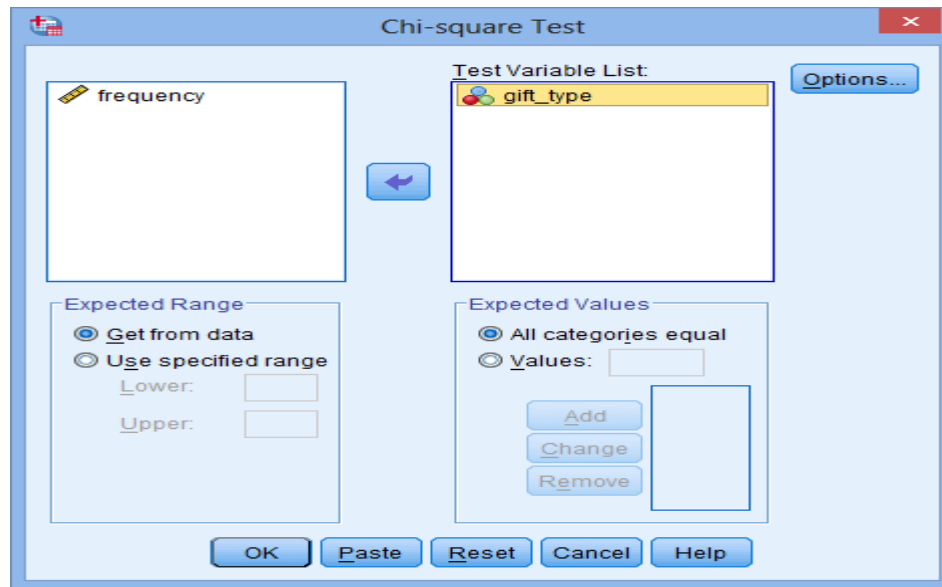 Chi-square Test
frequency
Test Variable List:
gift_type
Options...
Expected Range
Get from data
Use specified range
Lower:
Upper:
Expected Values
All categories equal
Values:
Add
Change
Remove
OK
Paste
Reset
Cancel
Help